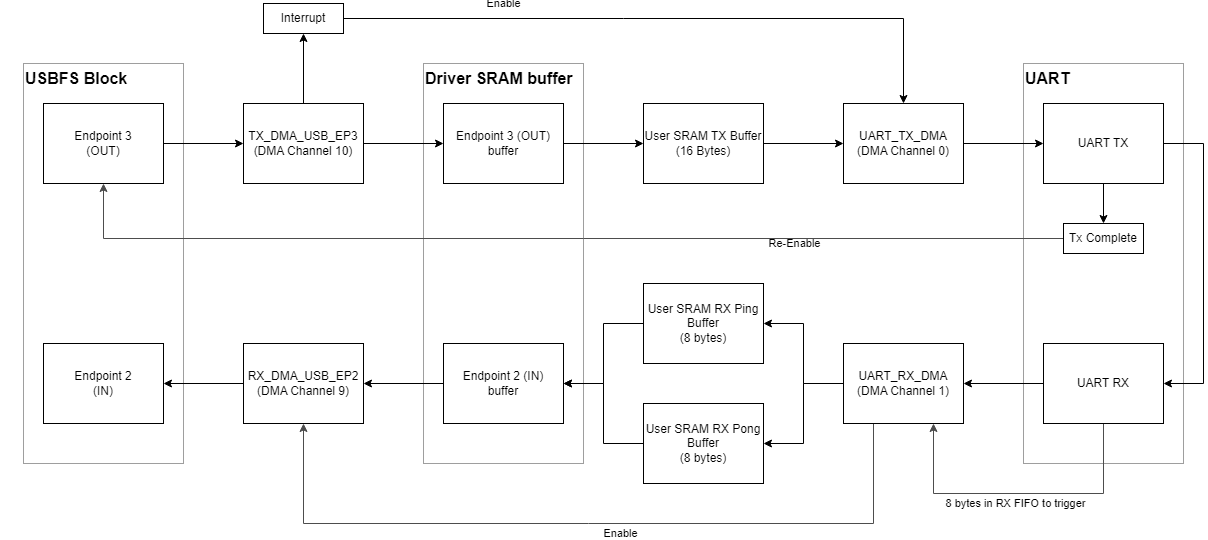 Enable
Interrupt
USBFS Block
Driver SRAM buffer
UART
Endpoint 3
(OUT)
TX_DMA_USB_EP3
(DMA Channel 10)
Endpoint 3 (OUT)
buffer
User SRAM TX Buffer
(16 Bytes)
UART_TX_DMA
(DMA Channel 0)
UART TX
Tx Complete
Re-Enable
User SRAM RX Ping
Buffer
(8 bytes)
Endpoint 2
(IN)
RX_DMA_USB_EP2
(DMA Channel 9)
Endpoint 2 (IN)
buffer
UART_RX_DMA
(DMA Channel 1)
UART RX
User SRAM RX Pong
Buffer
(8 bytes)
8 bytes in RX FIFO to trigger
Enable